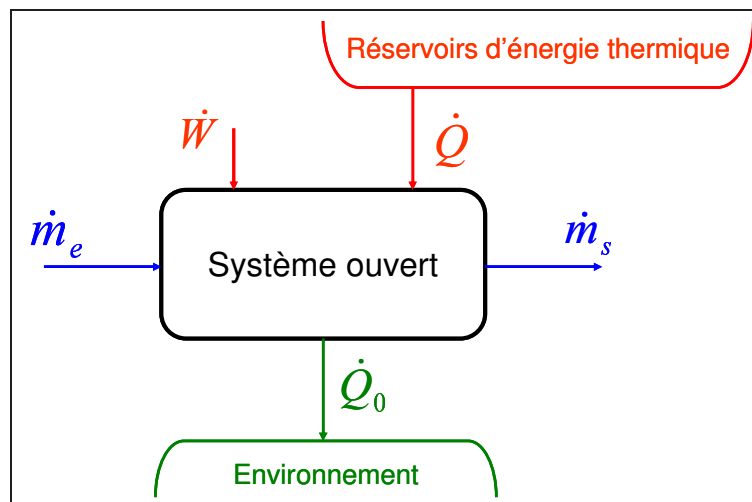 Réservoirs d'énergie thermique
Ẇ
Q̇
ṁₑ
Système ouvert
ṁₛ
Q̇₀
Environnement